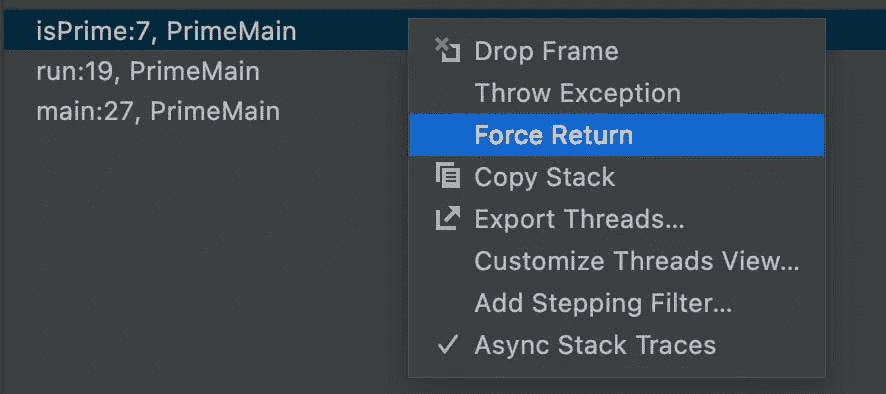 isPrime:7, PrimeMain
run:19, PrimeMain
main:27, PrimeMain
Drop Frame
Throw Exception
Force Return
Copy Stack
Export Threads...
Customize Threads View...
Add Stepping Filter...
Async Stack Traces